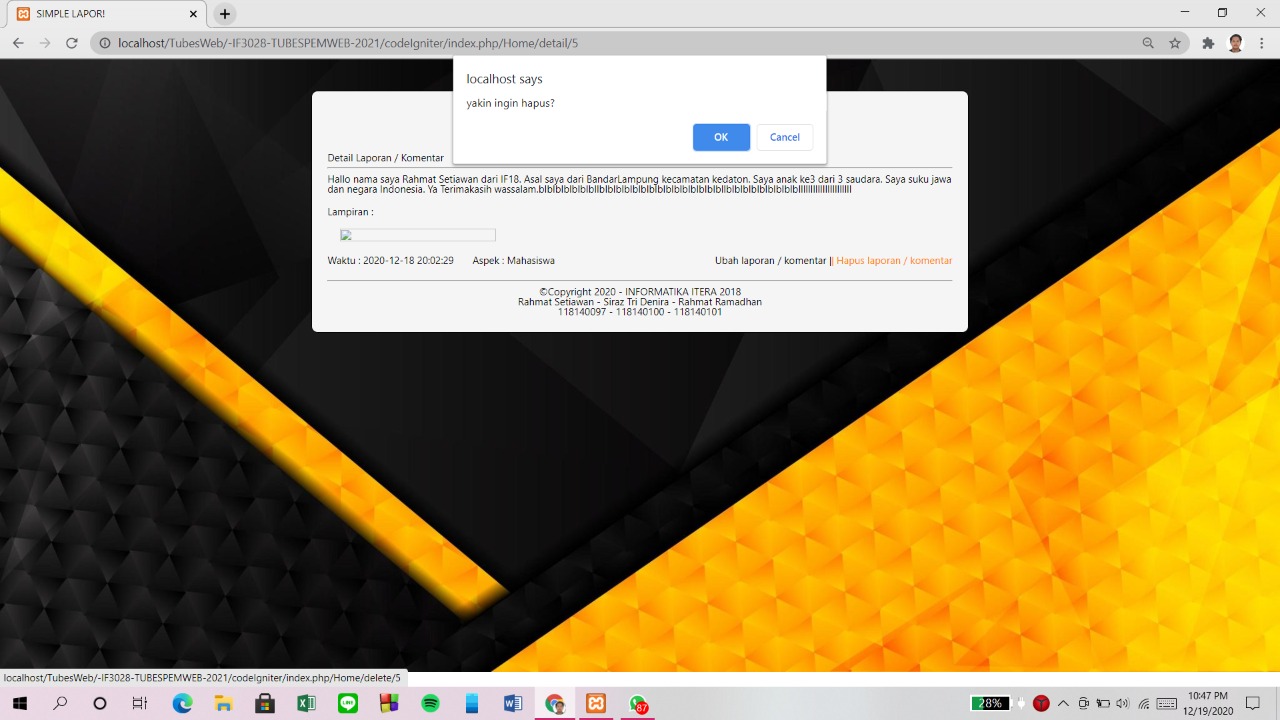 SIMPLE LAPOR!
localhost/TubesWeb/-IF3028-TUBESPEMWEB-2021/codeIgniter/index.php/Home/detail/5
localhost says
yakin ingin hapus?
OK Cancel
Detail Laporan / Komentar
Hallo nama saya Rahmat Setiawan dari IF18. Asal saya dari BandarLampung kecamatan kedaton. Saya anak ke3 dari 3 saudara. Saya suku jawa
dan negara Indonesia. Ya Terimakasih
Lampiran :
Waktu : 2020-12-18 20:02:29 Aspek : Mahasiswa Ubah laporan / komentar || Hapus laporan / komentar
©Copyright 2020 - INFORMATIKA ITERA 2018
Rahmat Setiawan - Siraz Tri Denira - Rahmat Ramadhan
118140097 - 118140100 - 118140101
localhost/TubesWeb/-IF3028-TUBESPEMWEB-2021/codeIgniter/index.php/Home/delete/5
87
28%
10:47 PM
12/19/2020